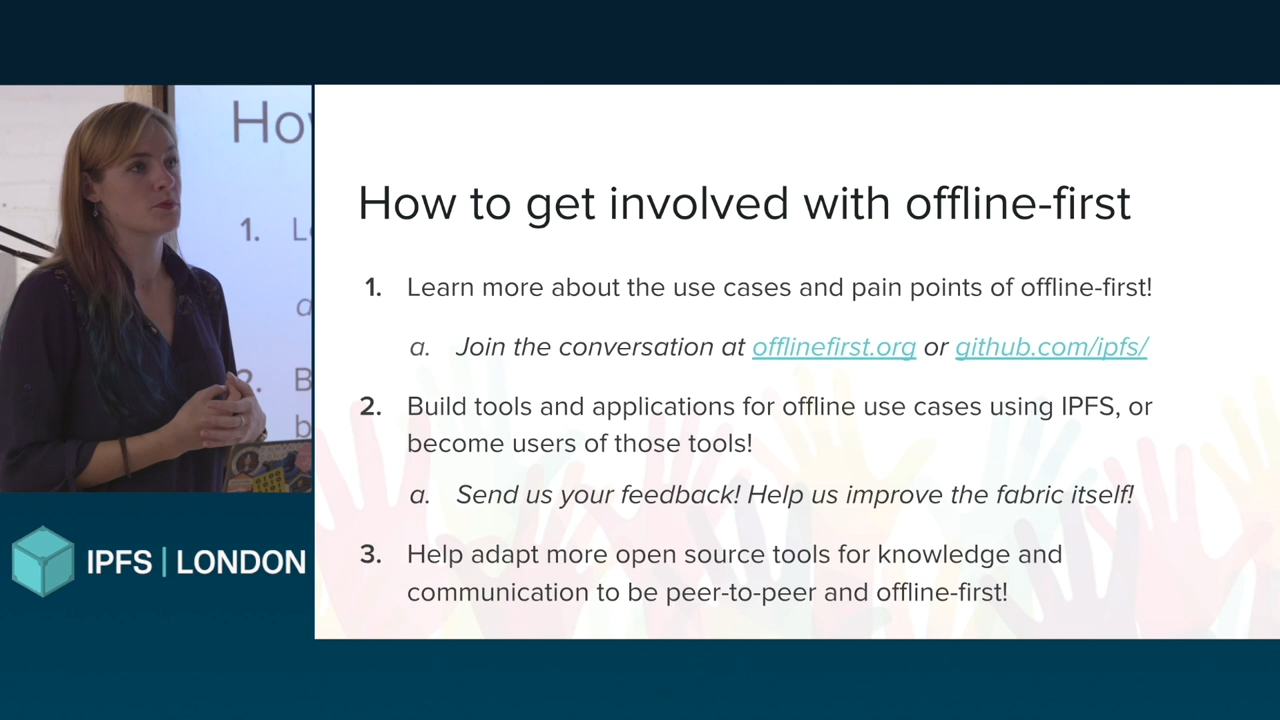 How
1. L
a
2. B
b
How to get involved with offline-first
1. Learn more about the use cases and pain points of offline-first!
a. Join the conversation at offlinefirst.org or github.com/ipfs/
2. Build tools and applications for offline use cases using IPFS, or
become users of those tools!
a. Send us your feedback! Help us improve the fabric itself!
3. Help adapt more open source tools for knowledge and
communication to be peer-to-peer and offline-first!
IPFS | LONDON